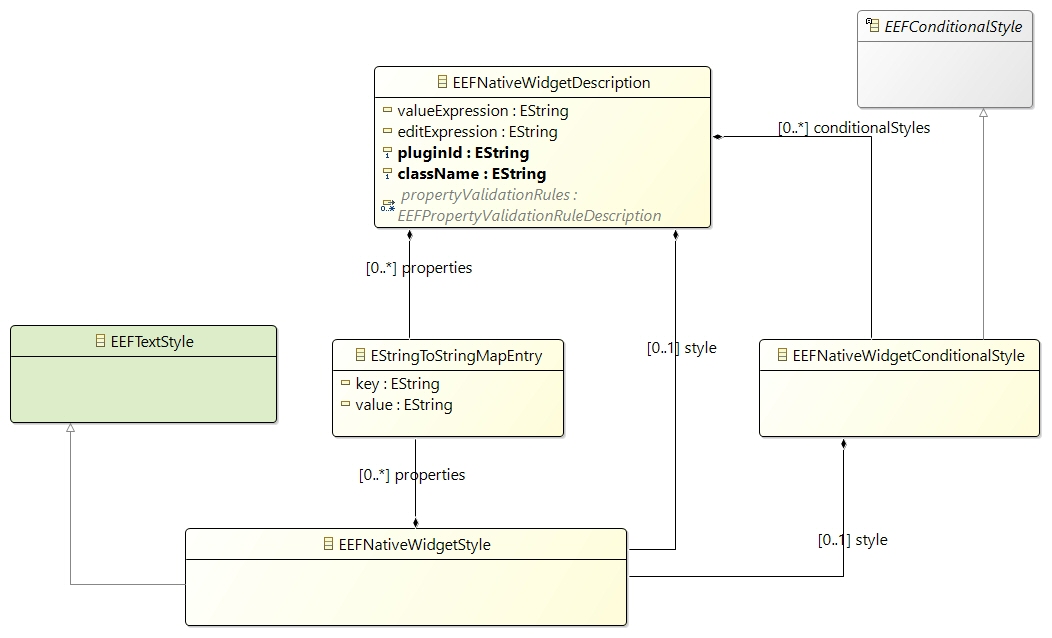 EEFConditionalStyle
EEFNativeWidgetDescription
valueExpression : EString
editExpression : EString
pluginId : EString
className : EString
propertyValidationRules :
EEFPropertyValidationRuleDescription
0..*
[0..*] conditionalStyles
[0..*] properties
EEFTextStyle
[0..1] style
EStringToStringMapEntry
key : EString
value : EString
EEFNativeWidgetConditionalStyle
[0..*] properties
EEFNativeWidgetStyle
[0..1] style